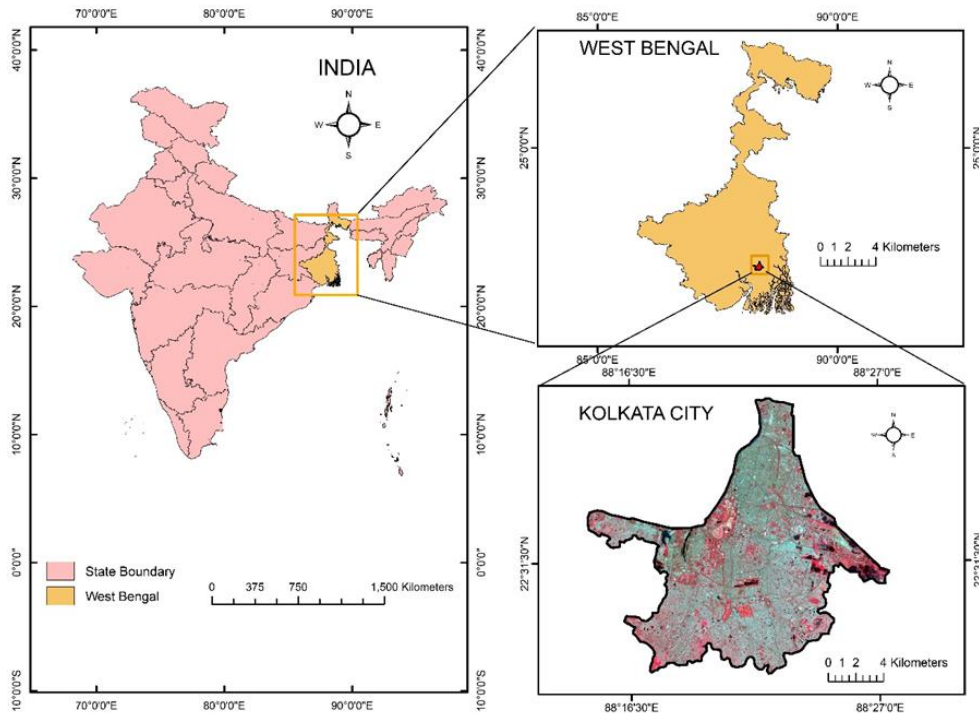 70°0'0"E 80°0'0"E 90°0'0"E
40°0'0"N
30°0'0"N
20°0'0"N
10°0'0"N
0°0'0"
10°0'0"S
INDIA
N
W E
S
State Boundary
West Bengal
0 375 750 1,500 Kilometers
40°0'0"N
30°0'0"N
20°0'0"N
10°0'0"N
0°0'0"
10°0'0"S
70°0'0"E 80°0'0"E 90°0'0"E
85°0'0"E 90°0'0"E
WEST BENGAL
N
W E
S
25°0'0"N 25°0'0"N
0 1 2 4 Kilometers
85°0'0"E 90°0'0"E
88°16'30"E 88°27'0"E
KOLKATA CITY
N
W E
S
22°31'30"N 22°31'30"N
0 1 2 4 Kilometers
88°16'30"E 88°27'0"E